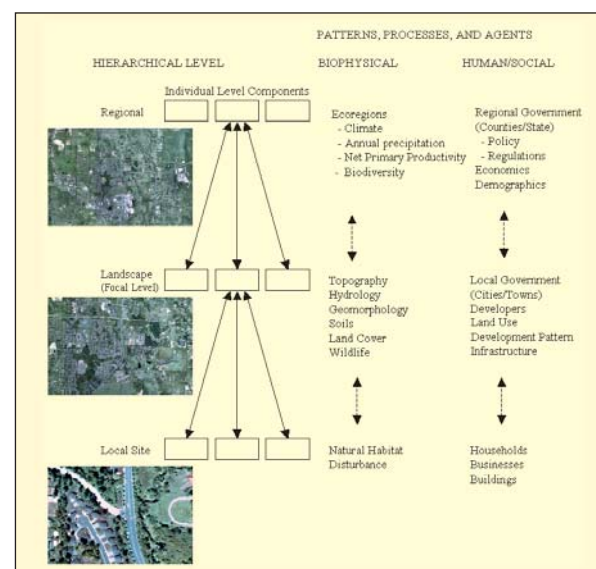 PATTERNS, PROCESSES, AND AGENTS
HIERARCHICAL LEVEL
BIOPHYSICAL
HUMAN/SOCIAL
Individual Level Components
Regional
Ecoregions
- Climate
- Annual precipitation
- Net Primary Productivity
- Biodiversity
Regional Government
(Counties/State)
- Policy
- Regulations
Economics
Demographics
Landscape
(Focal Level)
Topography
Hydrology
Geomorphology
Soils
Land Cover
Wildlife
Local Government
(Cities/Towns)
Developers
Land Use
Development Pattern
Infrastructure
Local Site
Natural Habitat
Disturbance
Households
Businesses
Buildings